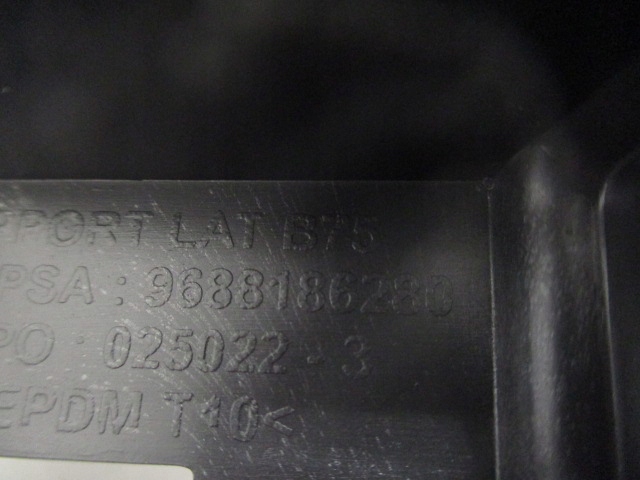 PPORT LAT B75
PSA : 9688186280
PO : 025022 - 3
EPDM T10<